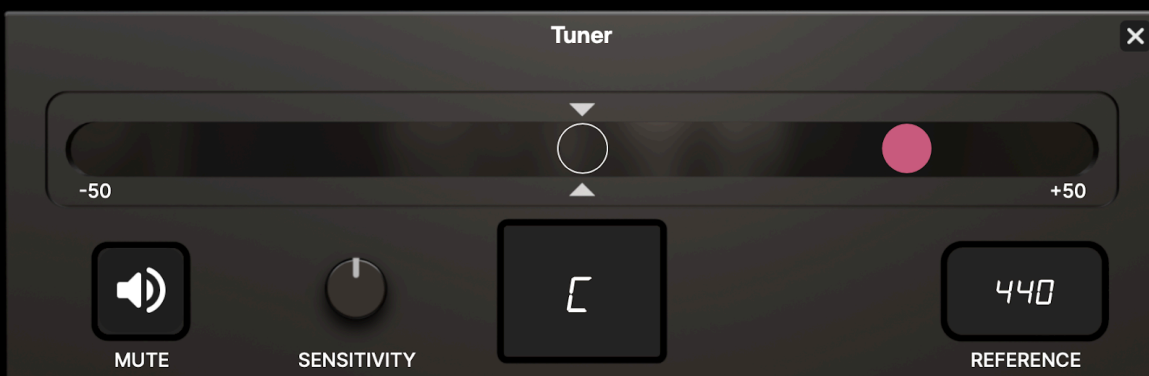 Tuner
-50
+50
C
440
MUTE
SENSITIVITY
REFERENCE